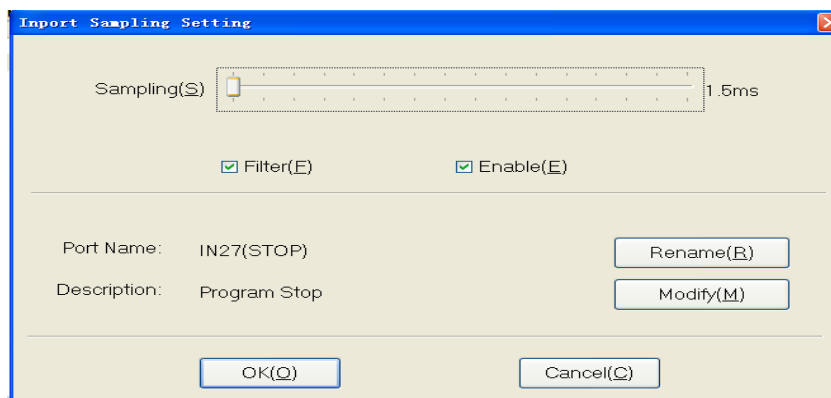 Inport Sampling Setting
Sampling(S) 1.5ms
Filter(F) Enable(E)
Port Name: IN27(STOP) Rename(R)
Description: Program Stop Modify(M)
OK(O) Cancel(C)